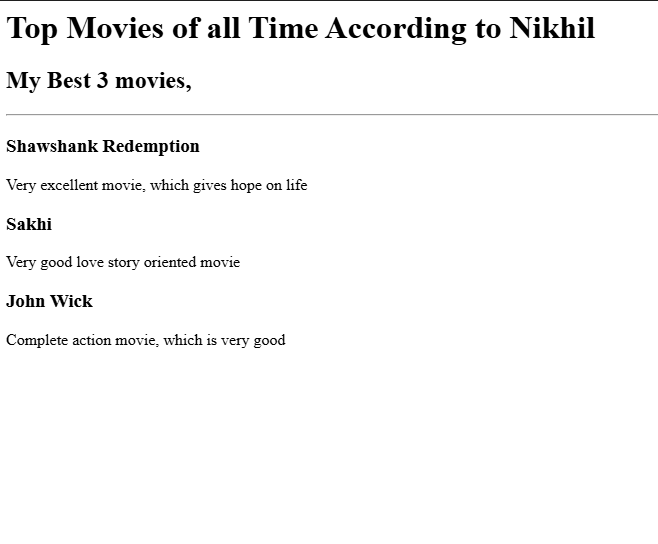 Top Movies of all Time According to Nikhil
My Best 3 movies,
Shawshank Redemption
Very excellent movie, which gives hope on life
Sakhi
Very good love story oriented movie
John Wick
Complete action movie, which is very good